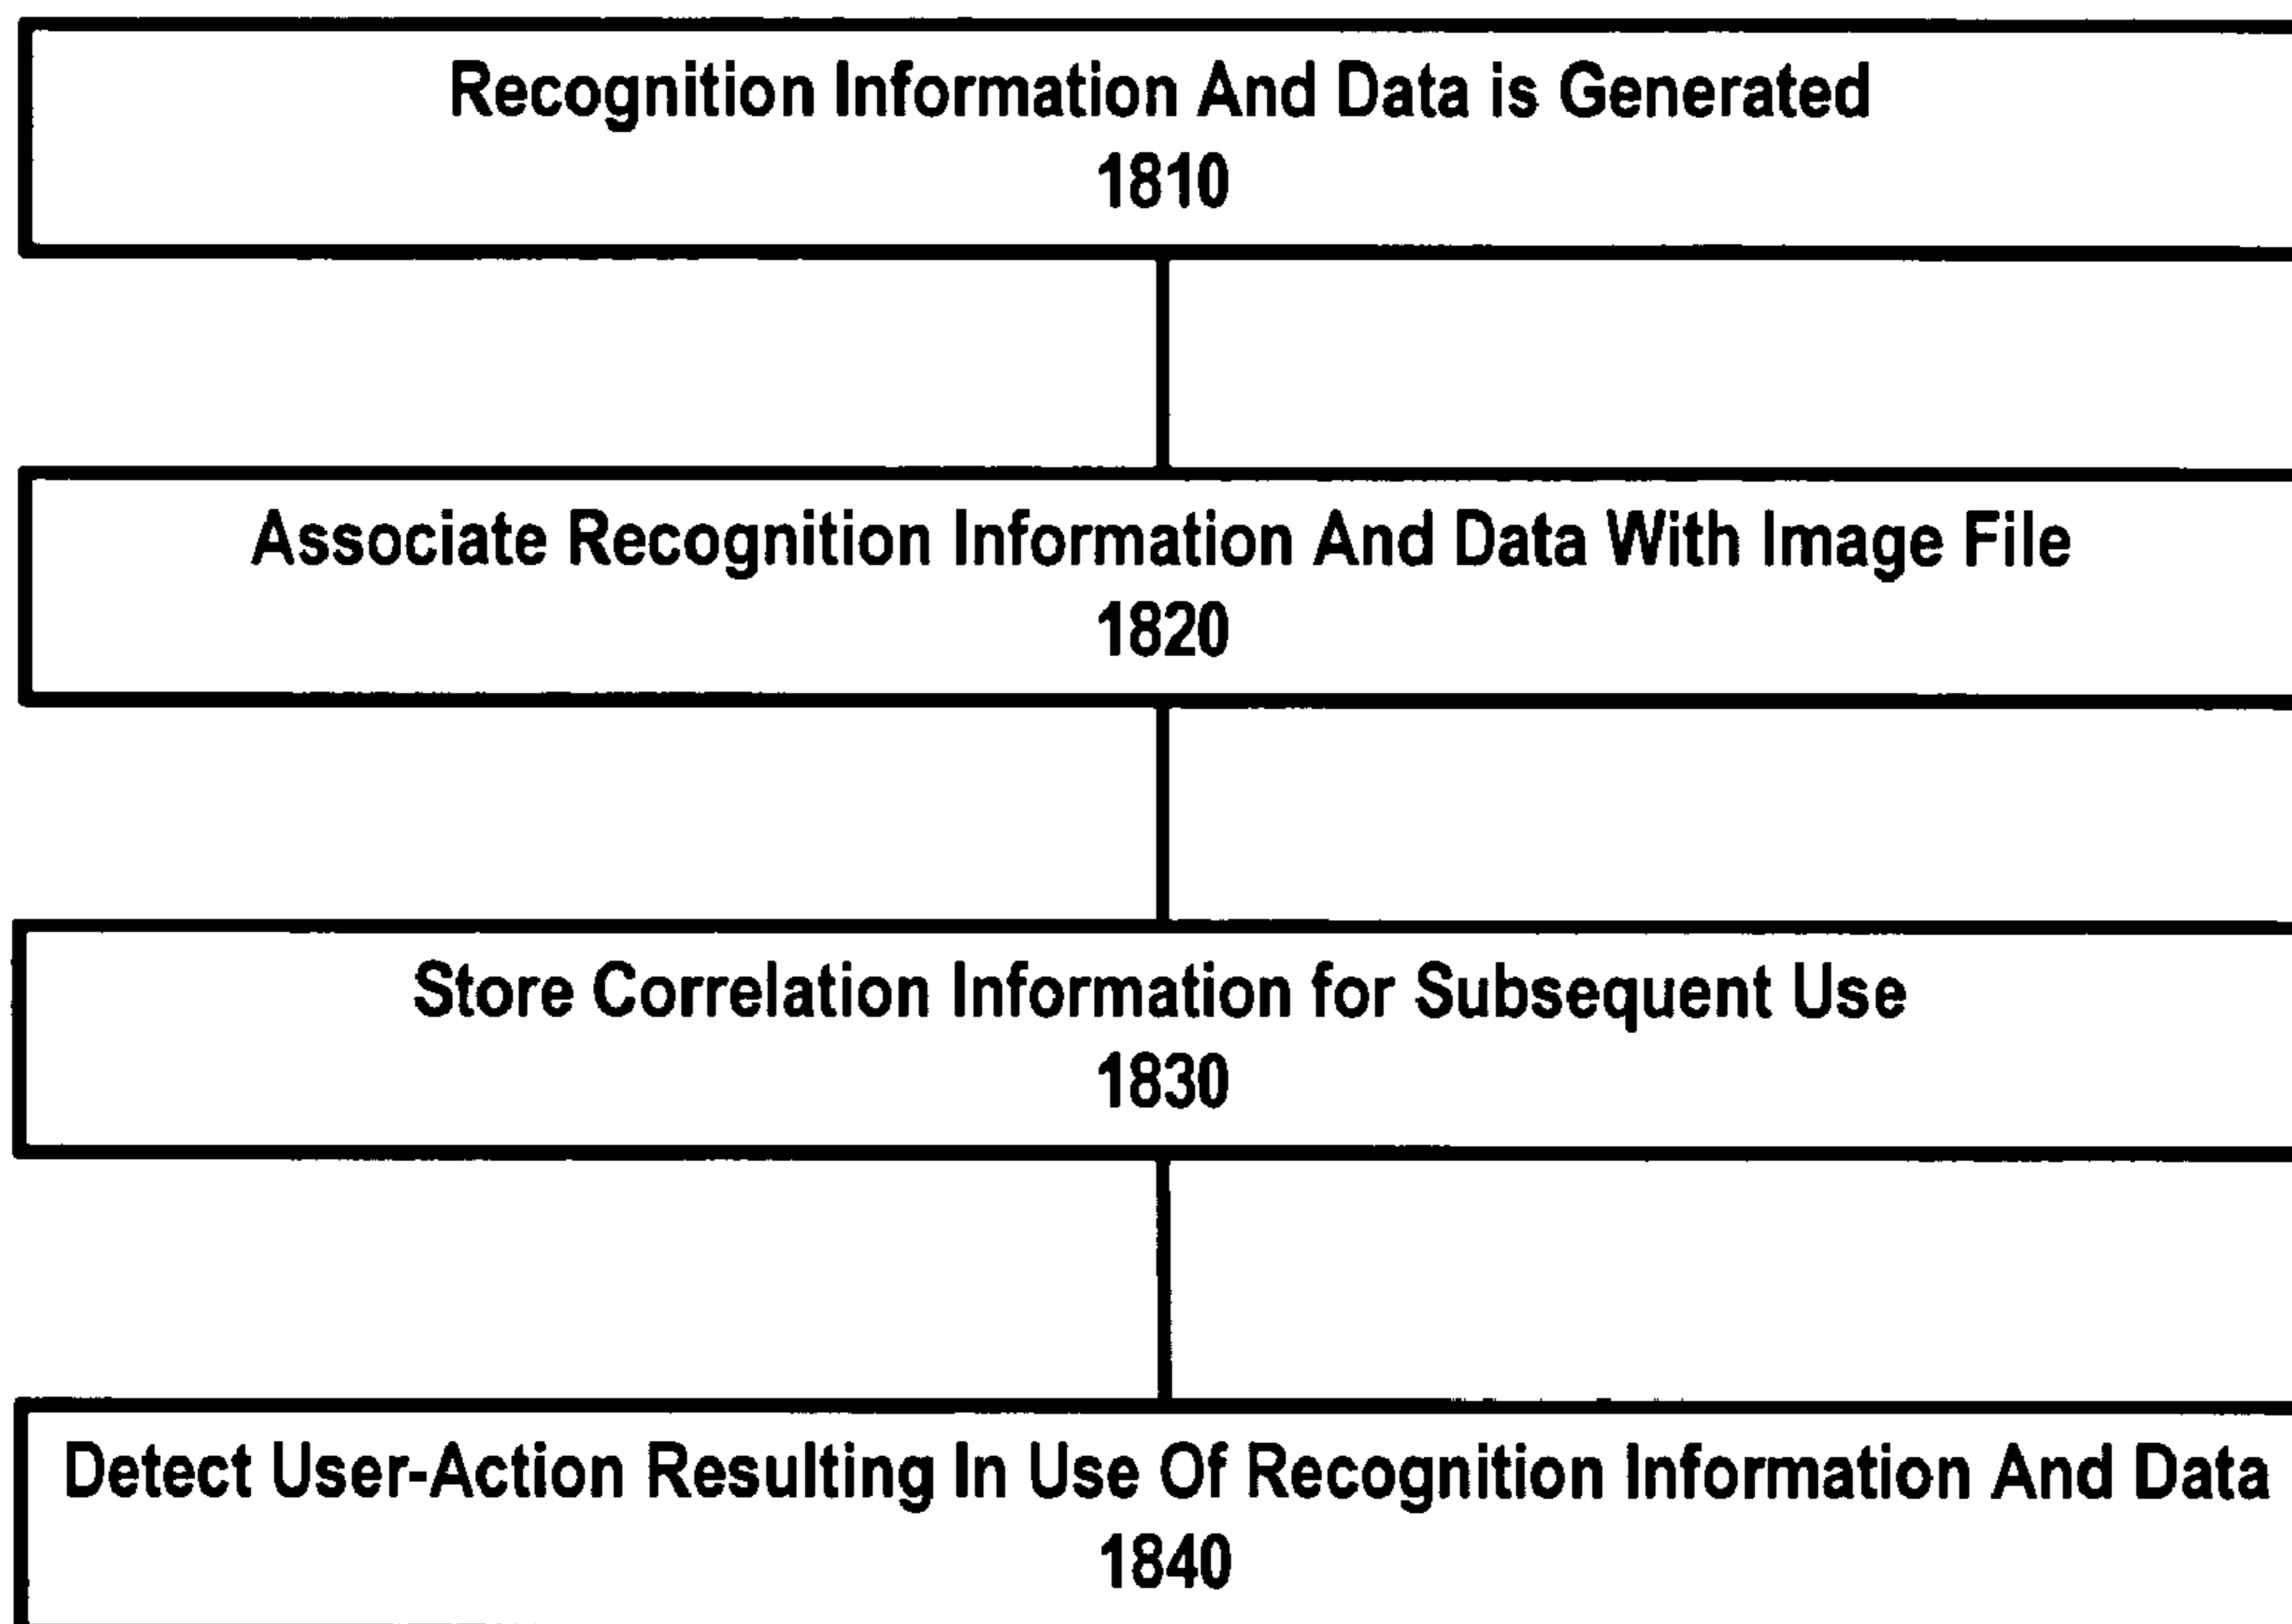 Recognition Information And Data is Generated
1810
Associate Recognition Information And Data With Image File
1820
Store Correlation Information for Subsequent Use
1830
Detect User-Action Resulting In Use Of Recognition Information And Data
1840